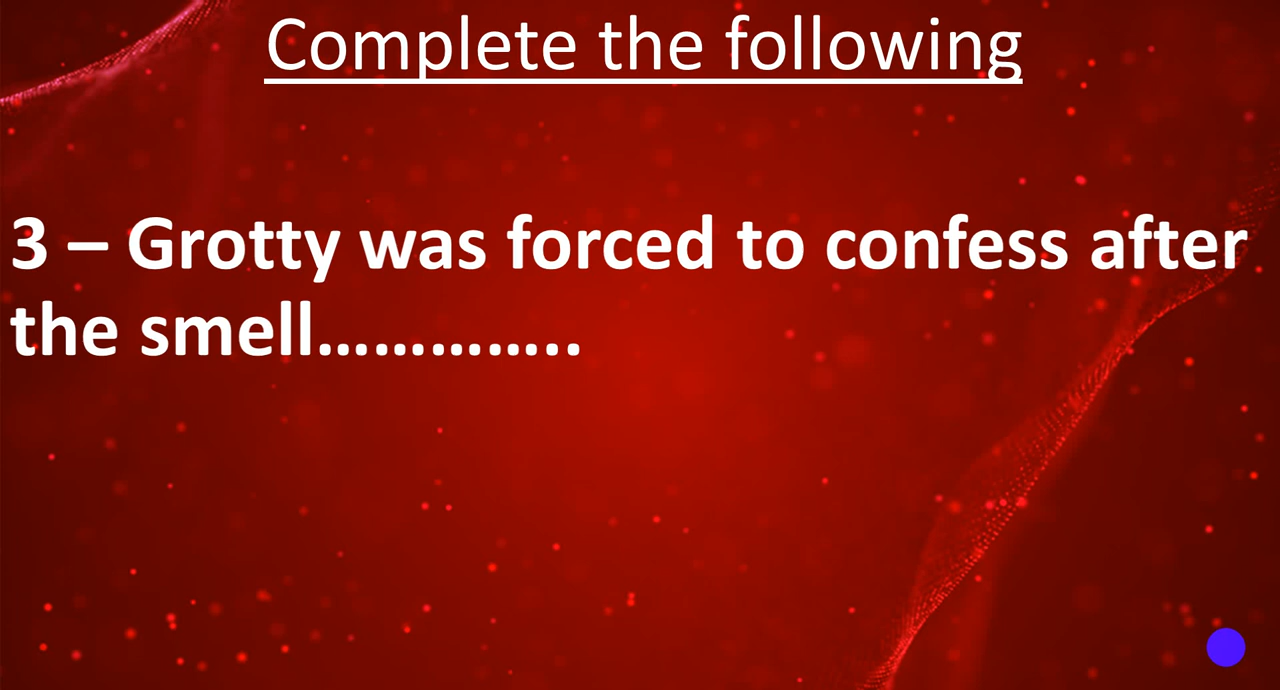 Complete the following
3 – Grotty was forced to confess after
the smell…………..